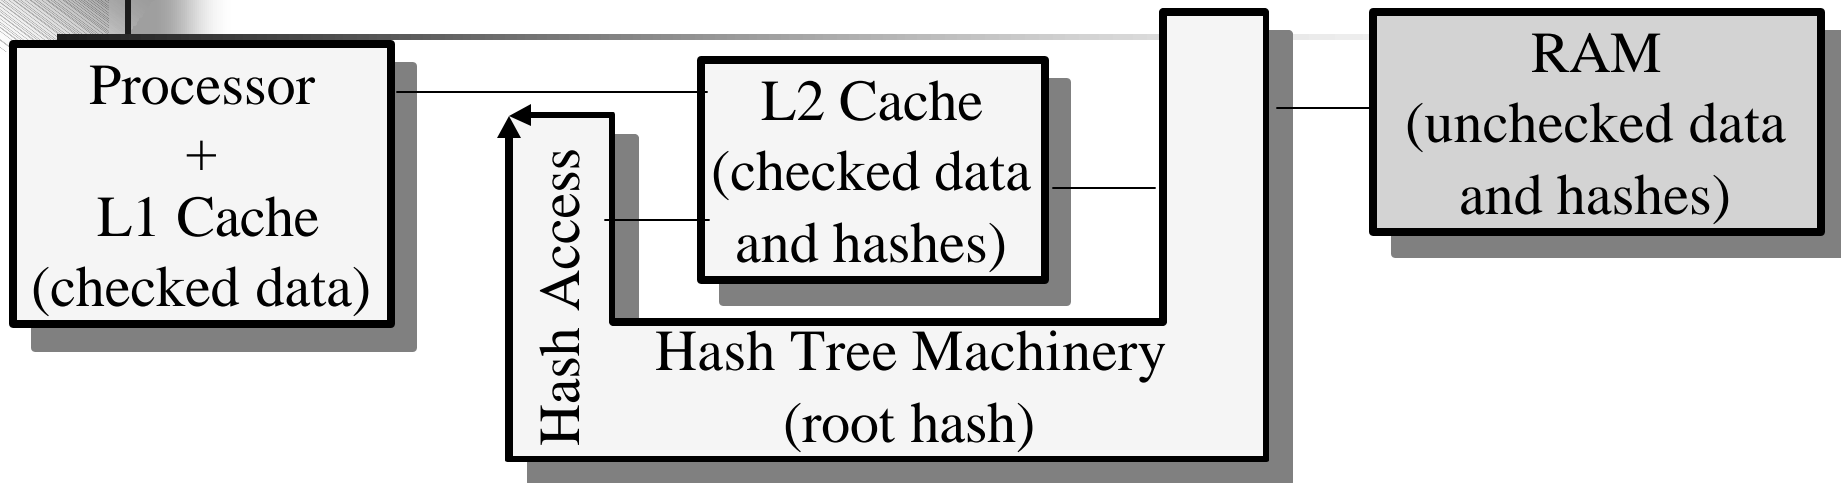 Processor
+
L1 Cache
(checked data)
L2 Cache
(checked data
and hashes)
Hash Access
Hash Tree Machinery
(root hash)
RAM
(unchecked data
and hashes)